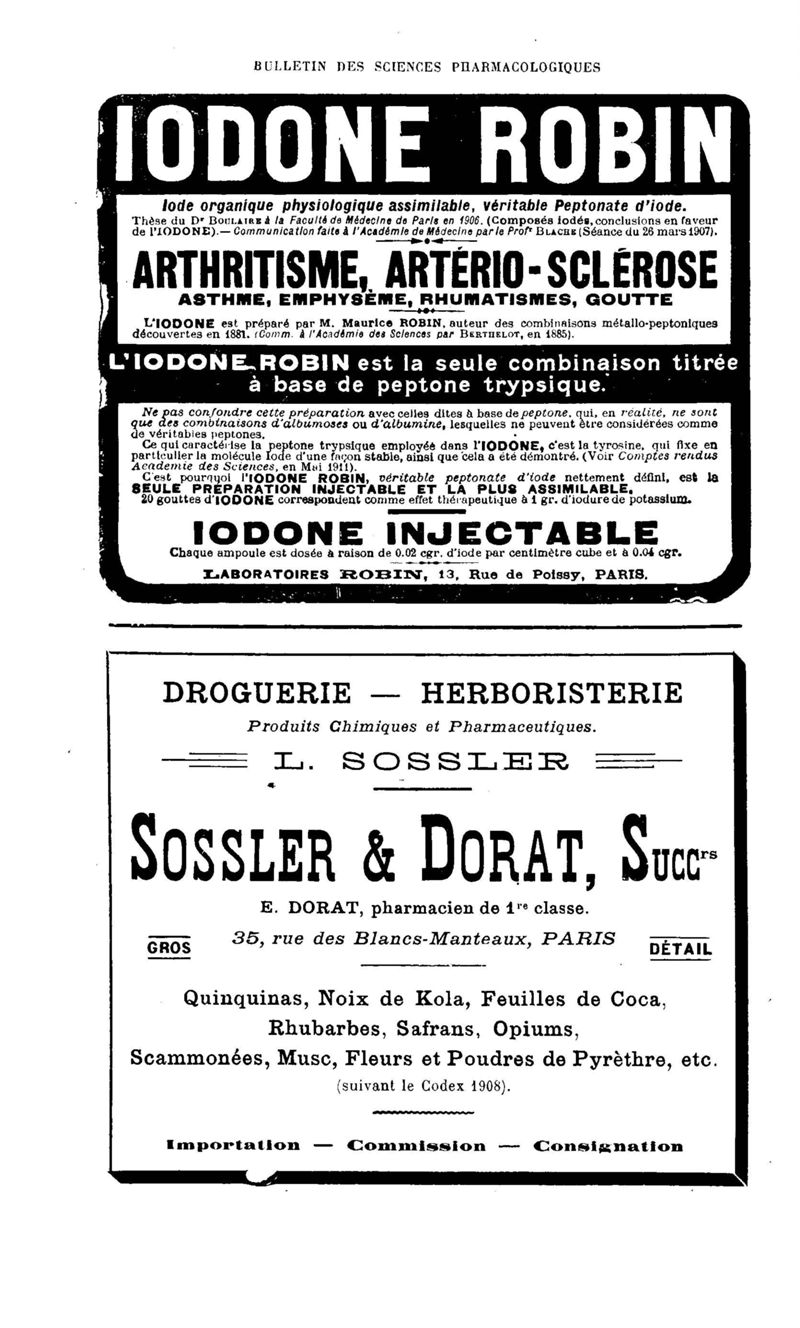 BULLETIN DES SCIENCES PHARMACOLOGIQUES
IODONE ROBIN
Iode organique physiologique assimilable, véritable Peptonate d'iode.
Thèse du Dr BOULAIRE à la Faculté de Médecine de Paris en 1906. (Composés iodés, conclusions en faveur
de l'IODONE). — Communication faite à l'Académie de Médecine par le Profr BLACHE (Séance du 26 mars 1907).
ARTHRITISME, ARTÉRIO-SCLÉROSE
ASTHME, EMPHYSÈME, RHUMATISMES, GOUTTE
L'IODONE est préparé par M. Maurice ROBIN, auteur des combinaisons métallo-peptoniques
découvertes en 1881. (Comm. à l'Académie des Sciences par BERTHELOT, en 1885).
L'IODONE ROBIN est la seule combinaison titrée
à base de peptone trypsique.
Ne pas confondre cette préparation avec celles dites à base de peptone, qui, en réalité, ne sont
que des combinaisons d'albumoses ou d'albumine, lesquelles ne peuvent être considérées comme
de véritables peptones.
Ce qui caractérise la peptone trypsique employée dans l'IODONE, c'est la tyrosine, qui fixe en
particulier la molécule Iode d'une façon stable, ainsi que cela a été démontré. (Voir Comptes rendus
Academie des Sciences, en Mai 1911).
C'est pourquoi l'IODONE ROBIN, véritable peptonate d'iode nettement défini, est la
SEULE PRÉPARATION INJECTABLE ET LA PLUS ASSIMILABLE.
20 gouttes d'IODONE correspondent comme effet thérapeutique à 1 gr. d'iodure de potassium.
IODONE INJECTABLE
Chaque ampoule est dosée à raison de 0.02 cgr. d'iode par centimètre cube et à 0.04 cgr.
LABORATOIRES ROBIN, 13, Rue de Poissy, PARIS.
DROGUERIE — HERBORISTERIE
Produits Chimiques et Pharmaceutiques.
L. SOSSLER
SOSSLER & DORAT, SUCCrs
E. DORAT, pharmacien de 1re classe.
GROS 35, rue des Blancs-Manteaux, PARIS DÉTAIL
Quinquinas, Noix de Kola, Feuilles de Coca,
Rhubarbes, Safrans, Opiums,
Scammonées, Musc, Fleurs et Poudres de Pyrèthre, etc.
(suivant le Codex 1908).
Importation — Commission — Consignation